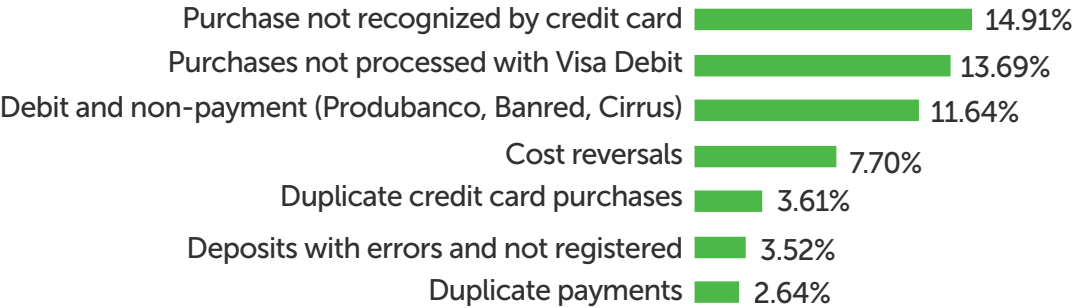 Purchase not recognized by credit card 14.91%
Purchases not processed with Visa Debit 13.69%
Debit and non-payment (Produbanco, Banred, Cirrus) 11.64%
Cost reversals 7.70%
Duplicate credit card purchases 3.61%
Deposits with errors and not registered 3.52%
Duplicate payments 2.64%